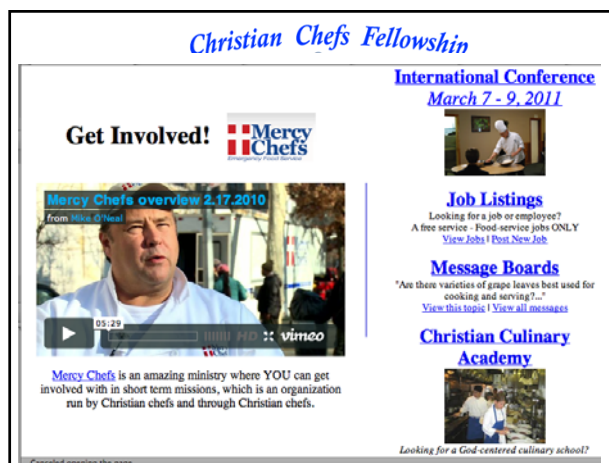 Christian Chefs Fellowship
Get Involved!
Mercy
Chefs
Emergency Food Service
Mercy Chefs overview 2.17.2010
from Mike O'Neal
05:29
HD vimeo
Mercy Chefs is an amazing ministry where YOU can get
involved with in short term missions, which is an organization
run by Christian chefs and through Christian chefs.
International Conference
March 7 - 9, 2011
Job Listings
Looking for a job or employee?
A free service - Food-service jobs ONLY
View Jobs | Post New Job
Message Boards
"Are there varieties of grape leaves best used for
cooking and serving?..."
View this topic | View all messages
Christian Culinary
Academy
Looking for a God-centered culinary school?